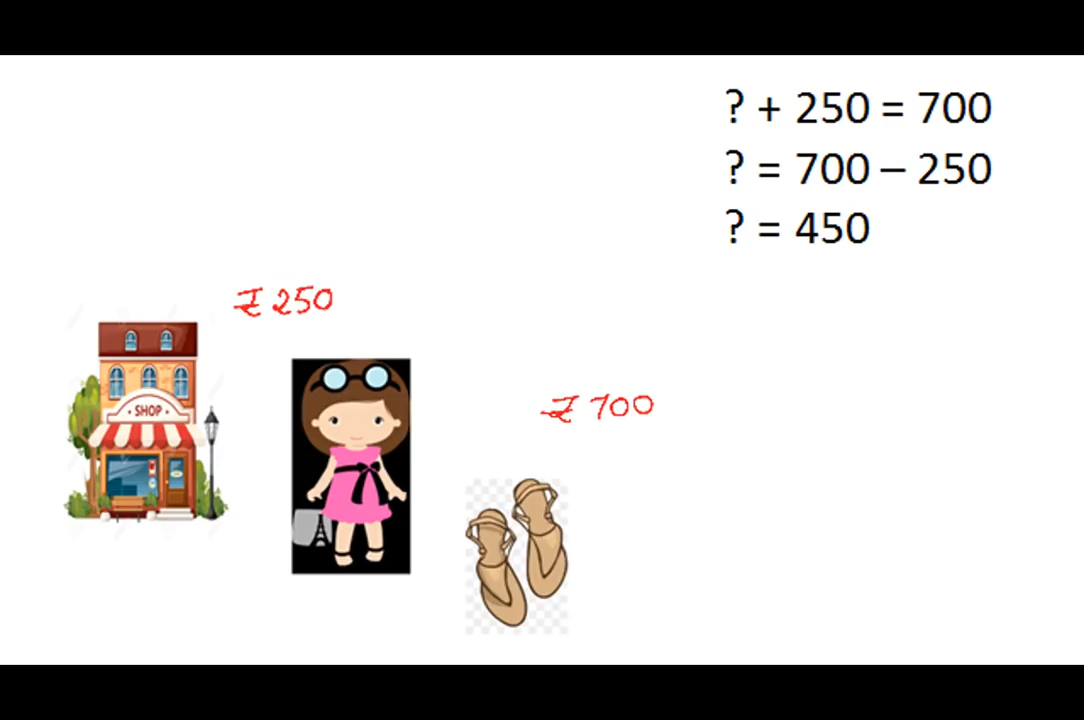 ? + 250 = 700
? = 700 – 250
? = 450
₹ 250
SHOP
₹ 700